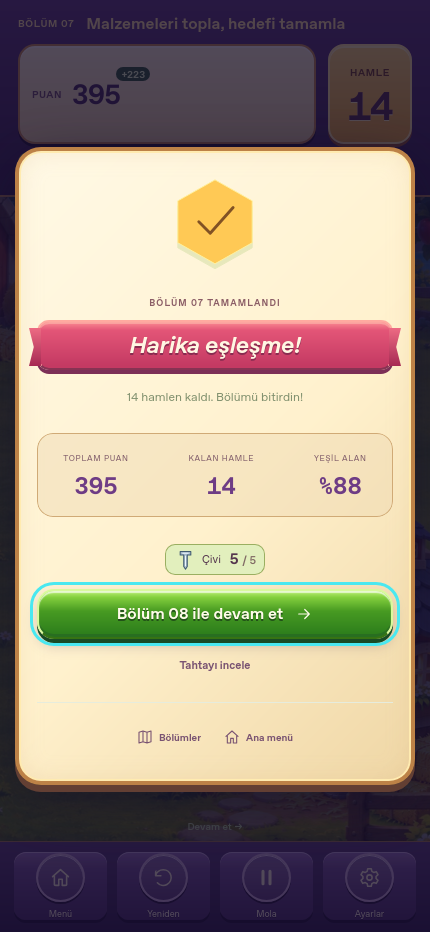 BÖLÜM 07 Malzemeleri topla, hedefi tamamla
+223
PUAN 395
HAMLE
14
BÖLÜM 07 TAMAMLANDI
Harika eşleşme!
14 hamlen kaldı. Bölümü bitirdin!
TOPLAM PUAN KALAN HAMLE YEŞİL ALAN
395 14 %88
Çivi 5 / 5
Bölüm 08 ile devam et →
Tahtayı incele
Bölümler Ana menü
Devam et →
Menü Yeniden Mola Ayarlar